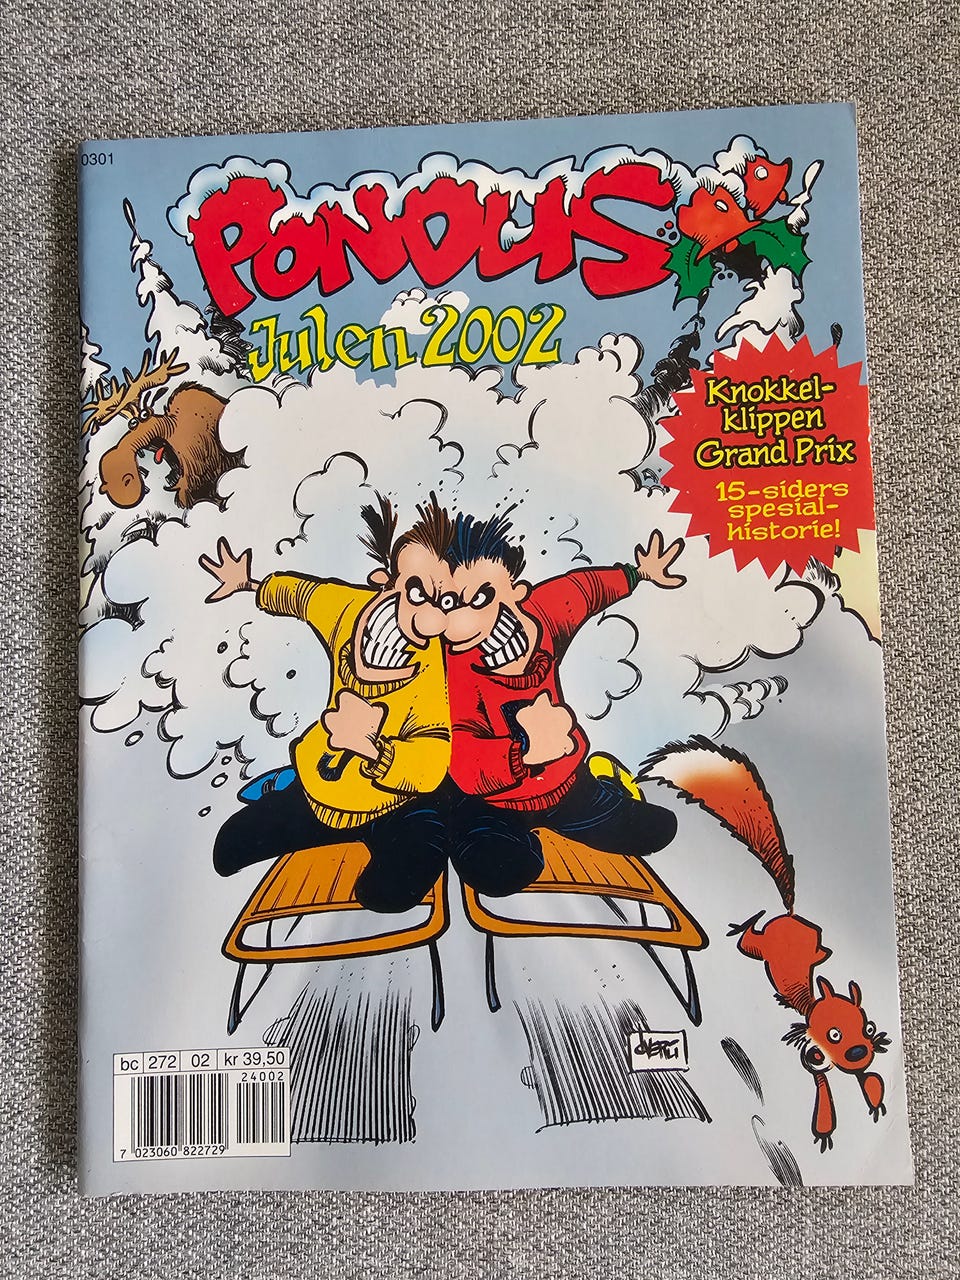 0301
PONDUS
Julen 2002
Knokkel-
klippen
Grand Prix
15-siders
spesial-
historie!
ØVERLI
bc 272 02 kr 39,50
24002
7 023060 822729